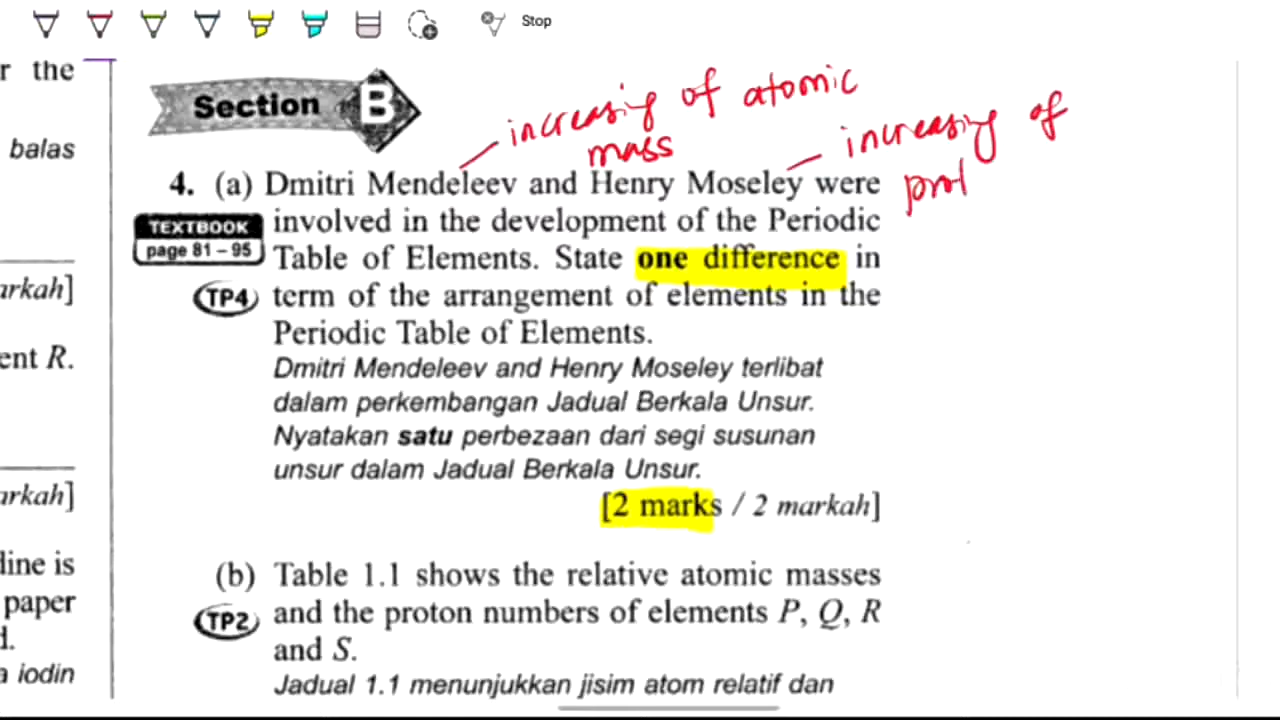 Stop
r the
balas
arkah]
ent R.
arkah]
line is
paper
d.
a iodin
Section B
increasing of atomic
mass
increasing of
prot
4. (a) Dmitri Mendeleev and Henry Moseley were
TEXTBOOK
page 81 – 95
involved in the development of the Periodic
Table of Elements. State one difference in
TP4
term of the arrangement of elements in the
Periodic Table of Elements.
Dmitri Mendeleev and Henry Moseley terlibat
dalam perkembangan Jadual Berkala Unsur.
Nyatakan satu perbezaan dari segi susunan
unsur dalam Jadual Berkala Unsur.
[2 marks / 2 markah]
(b) Table 1.1 shows the relative atomic masses
TP2
and the proton numbers of elements P, Q, R
and S.
Jadual 1.1 menunjukkan jisim atom relatif dan